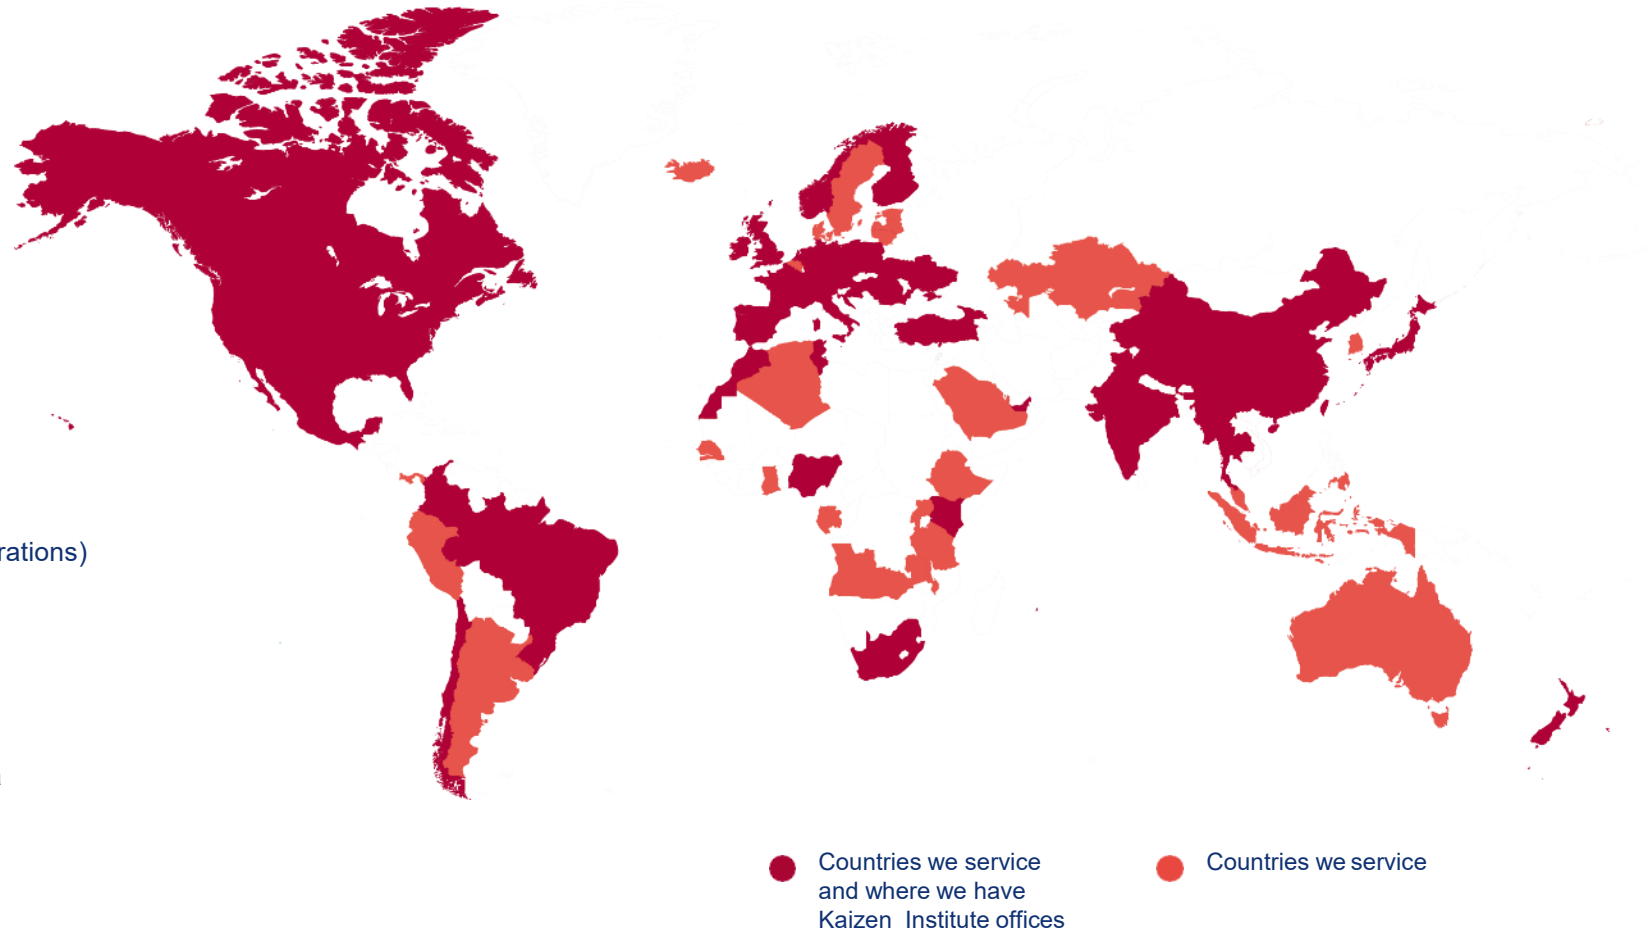 rations)
Countries we service
and where we have
Kaizen Institute offices
Countries we service